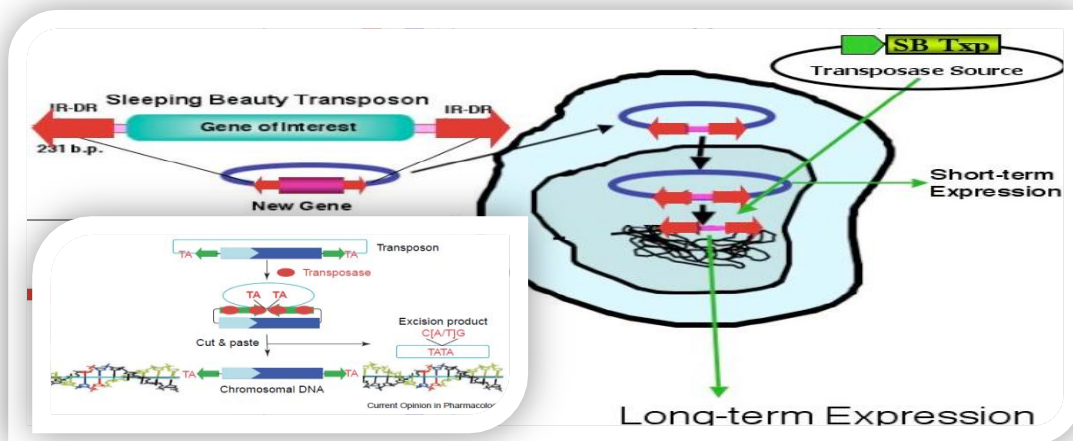 SB Txp
Transposase Source
Sleeping Beauty Transposon
IR-DR
IR-DR
Gene of Interest
231 b.p.
New Gene
Short-term
Expression
Long-term Expression
TA
TA
Transposon
Transposase
TA TA
Excision product
C[A/T]G
Cut & paste
TATA
TA
TA
Chromosomal DNA
Current Opinion in Pharmacolo